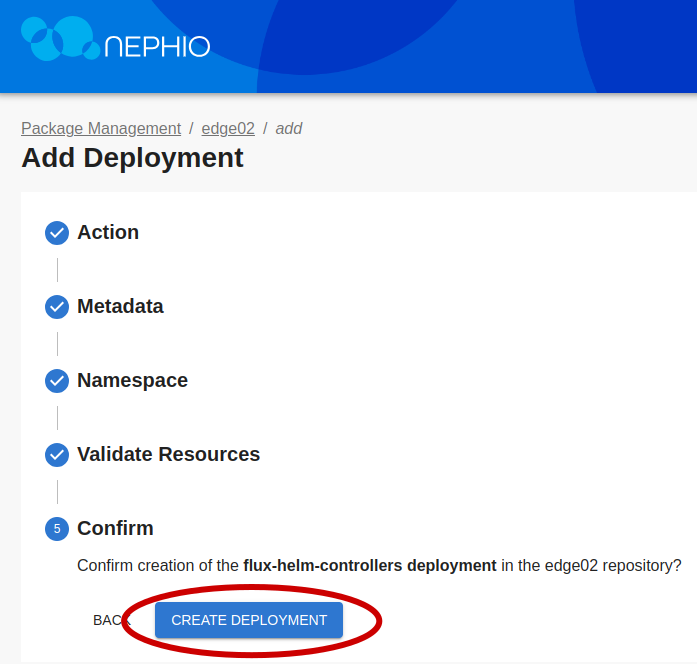 NEPHIO
Package Management / edge02 / add
Add Deployment
Action
Metadata
Namespace
Validate Resources
5 Confirm
Confirm creation of the flux-helm-controllers deployment in the edge02 repository?
BACK CREATE DEPLOYMENT